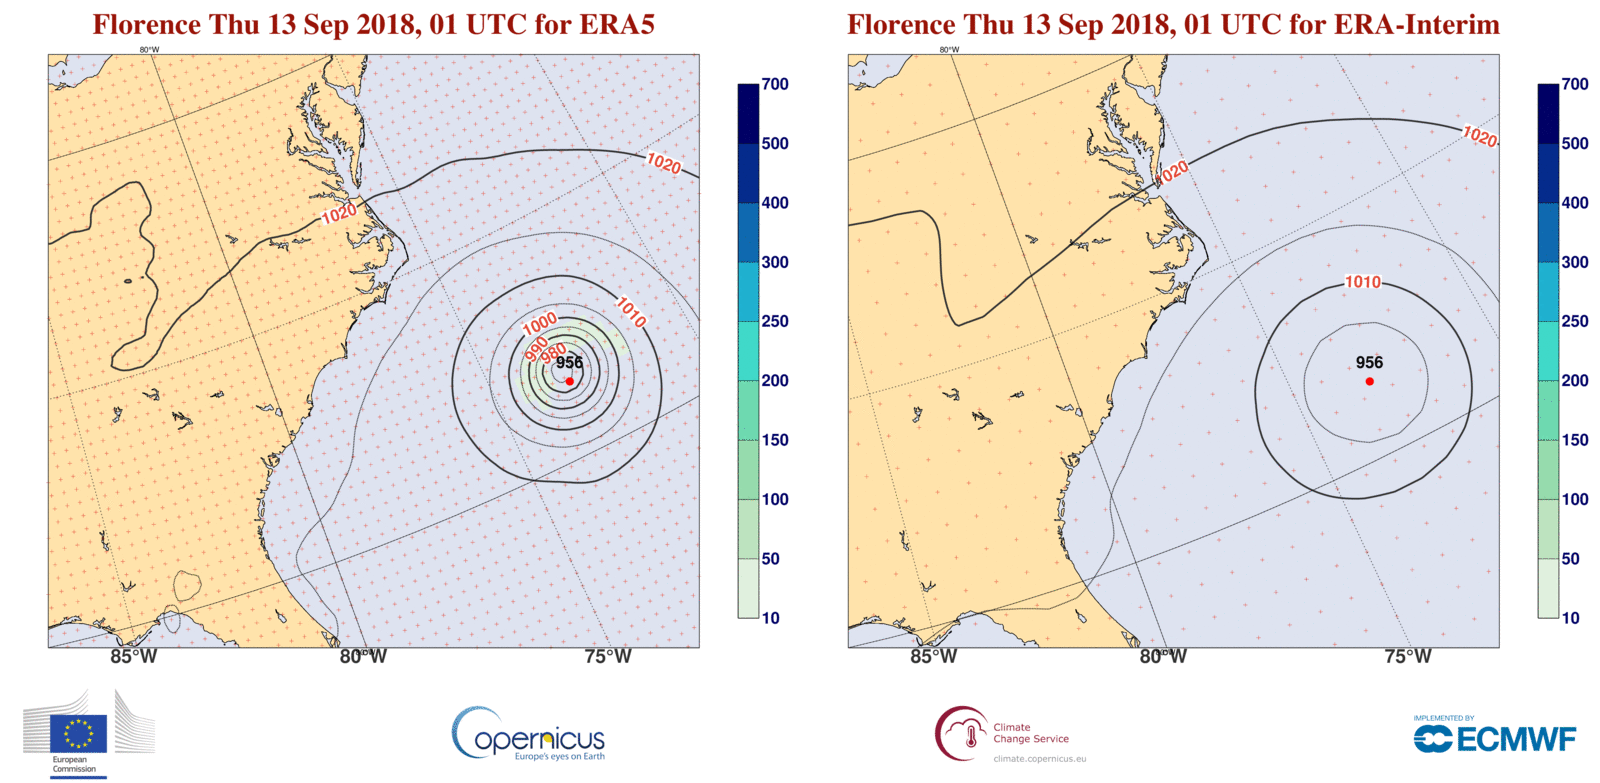 Florence Thu 13 Sep 2018, 01 UTC for ERA5
80°W
1020
1020
1010
1000
990
980
956
85°W
80°W
75°W
700
500
400
300
250
200
150
100
50
10
Florence Thu 13 Sep 2018, 01 UTC for ERA-Interim
80°W
1020
1020
1010
956
85°W
80°W
75°W
700
500
400
300
250
200
150
100
50
10
European
Commission
opernicus
Europe's eyes on Earth
Climate
Change Service
climate.copernicus.eu
IMPLEMENTED BY
ECMWF